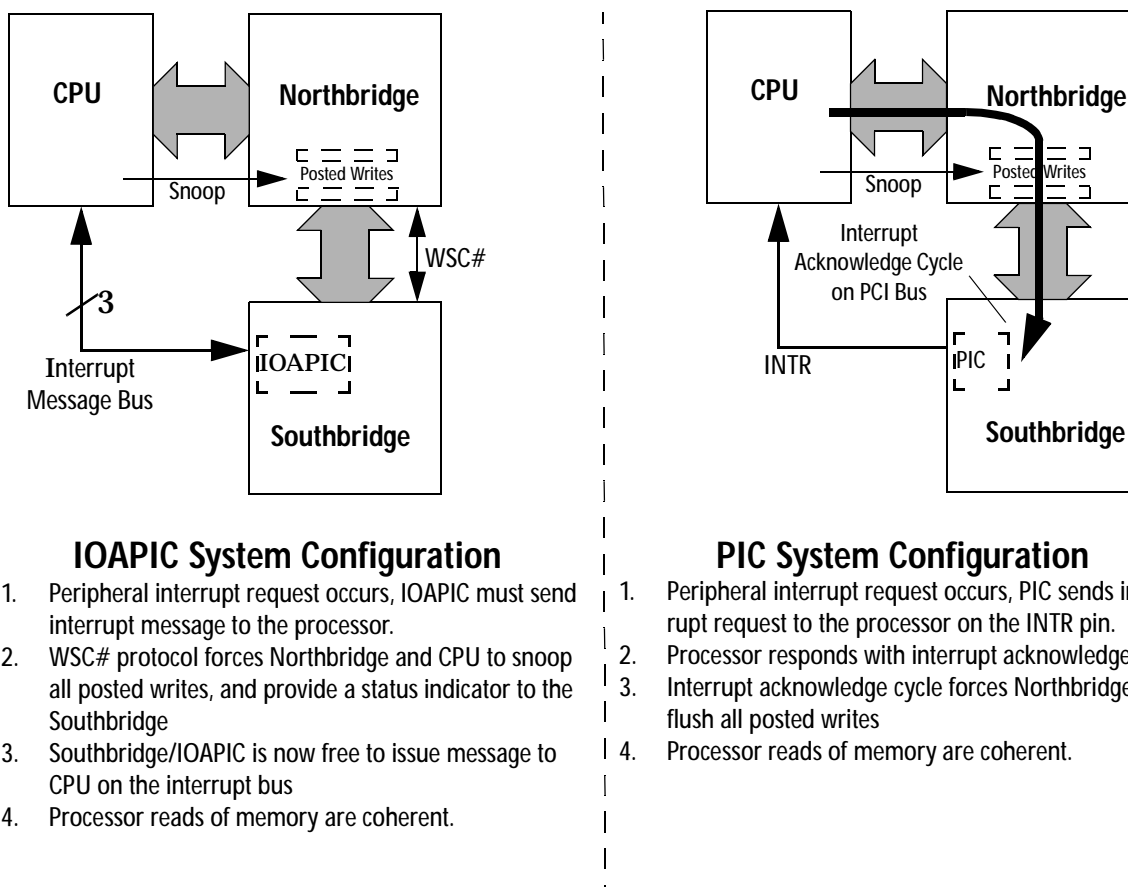 CPU
Northbridge
Posted Writes
Snoop
WSC#
3
Interrupt
Message Bus
IOAPIC
Southbridge
IOAPIC System Configuration
1. Peripheral interrupt request occurs, IOAPIC must send
interrupt message to the processor.
2. WSC# protocol forces Northbridge and CPU to snoop
all posted writes, and provide a status indicator to the
Southbridge
3. Southbridge/IOAPIC is now free to issue message to
CPU on the interrupt bus
4. Processor reads of memory are coherent.
CPU
Northbridge
Posted Writes
Snoop
Interrupt
Acknowledge Cycle
on PCI Bus
INTR
PIC
Southbridge
PIC System Configuration
1. Peripheral interrupt request occurs, PIC sends
rupt request to the processor on the INTR pin.
2. Processor responds with interrupt acknowledge
3. Interrupt acknowledge cycle forces Northbridge
flush all posted writes
4. Processor reads of memory are coherent.